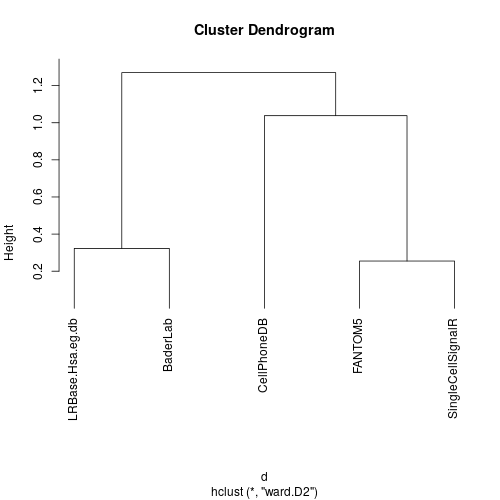 Cluster Dendrogram
Height
1.2
1.0
0.8
0.6
0.4
0.2
LRBase.Hsa.eg.db
BaderLab
CellPhoneDB
FANTOM5
SingleCellSignalR
d
hclust (*, "ward.D2")